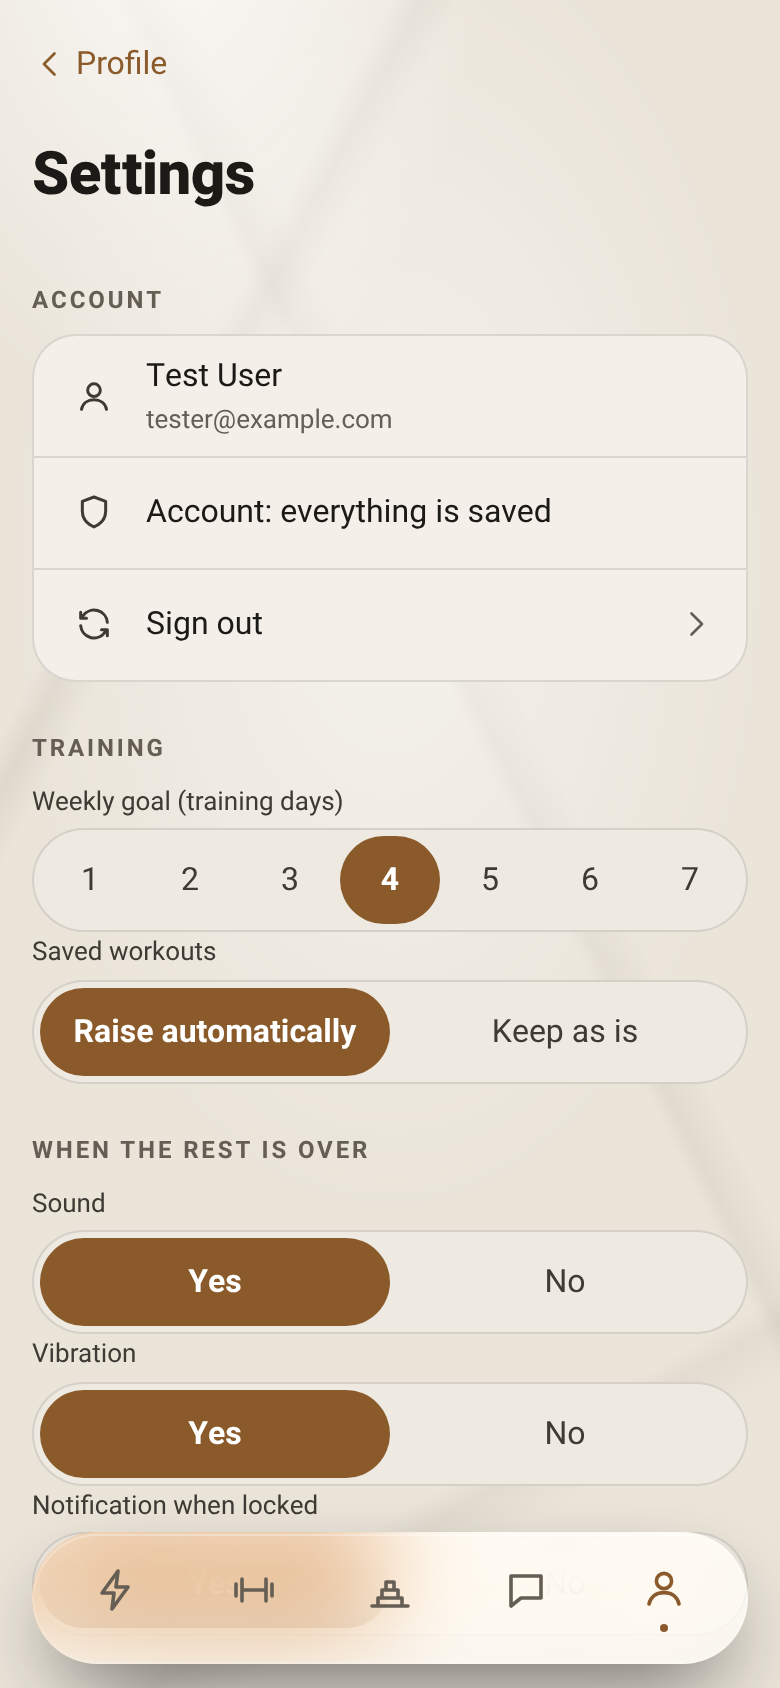 Profile
Settings
ACCOUNT
Test User
tester@example.com
Account: everything is saved
Sign out
TRAINING
Weekly goal (training days)
1 2 3 4 5 6 7
Saved workouts
Raise automatically Keep as is
WHEN THE REST IS OVER
Sound
Yes No
Vibration
Yes No
Notification when locked
Yes No